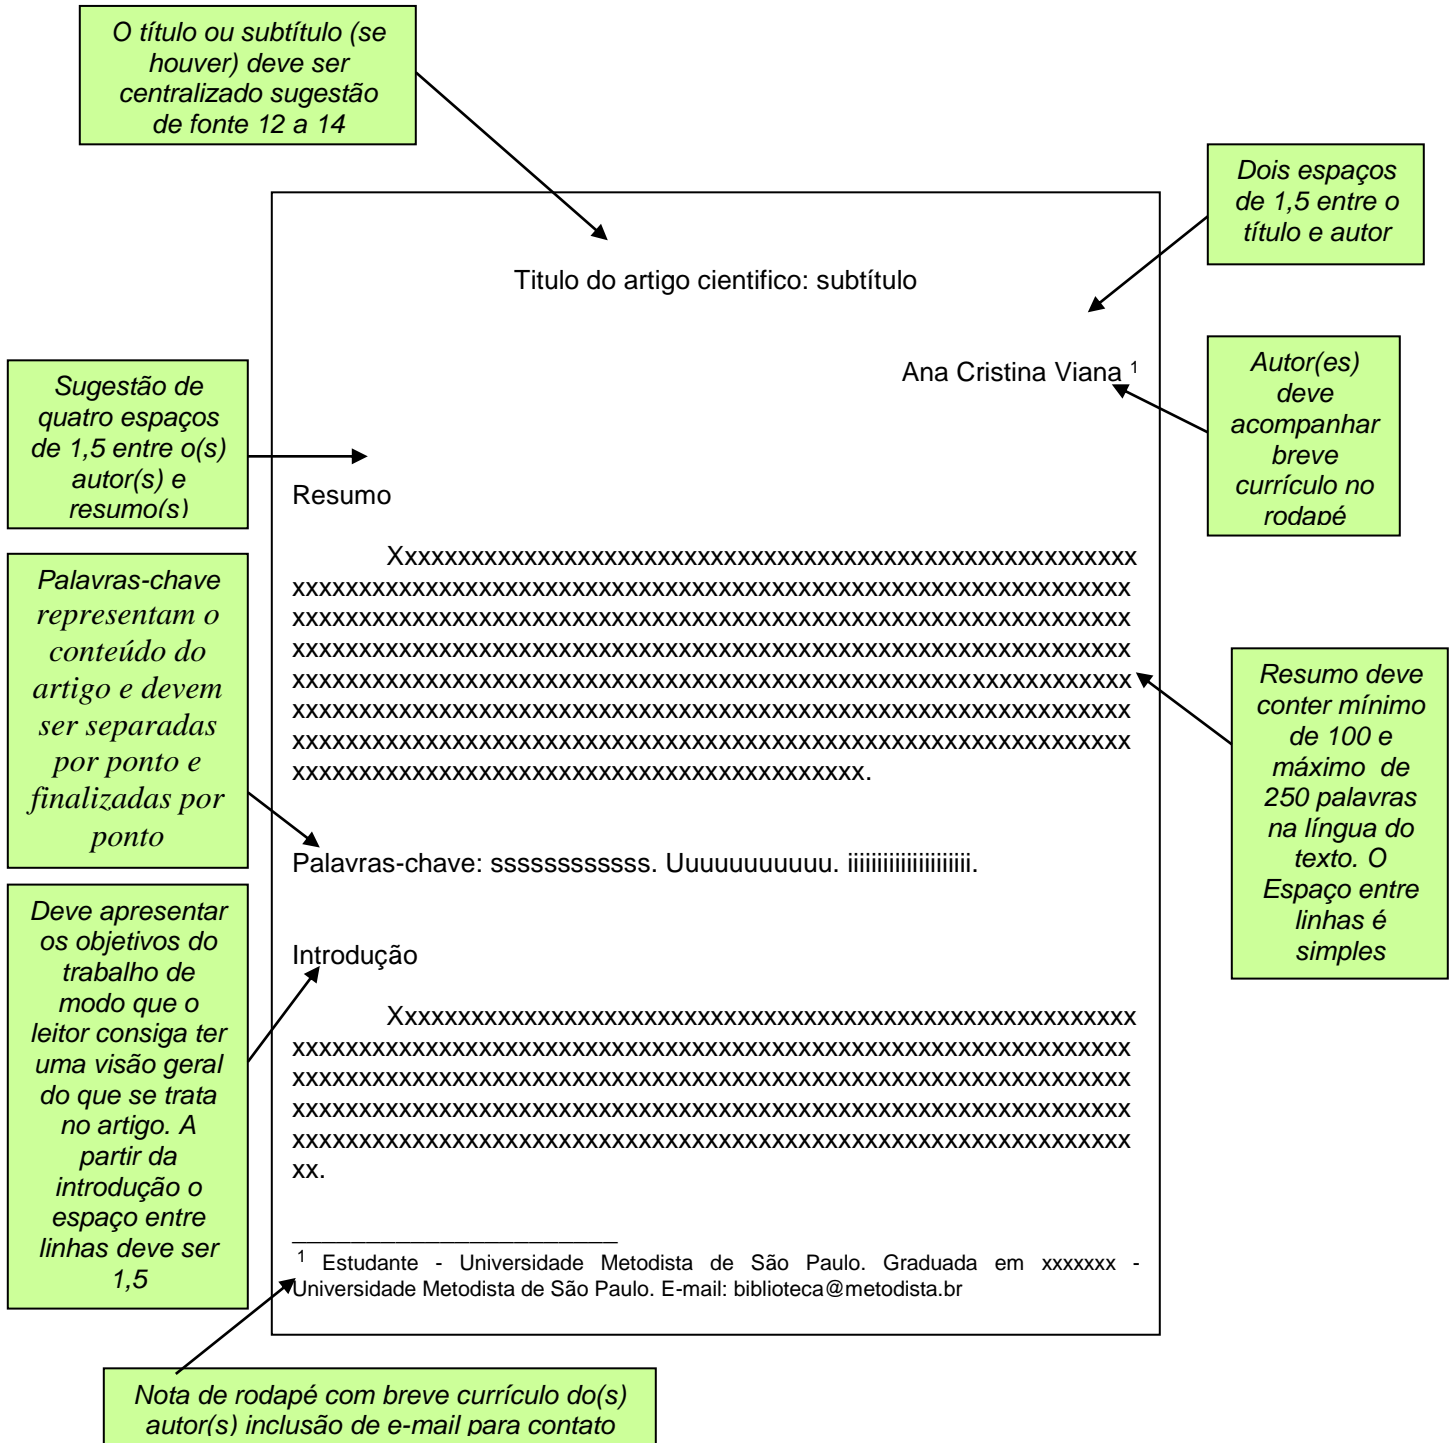 O título ou subtítulo (se
houver) deve ser
centralizado sugestão
de fonte 12 a 14
Dois espaços
de 1,5 entre o
título e autor
Titulo do artigo cientifico: subtítulo
Ana Cristina Viana ¹
Autor(es)
deve
acompanhar
breve
currículo no
rodapé
Sugestão de
quatro espaços
de 1,5 entre o(s)
autor(s) e
resumo(s)
Resumo
Xxxxxxxxxxxxxxxxxxxxxxxxxxxxxxxxxxxxxxxxxxxxxxxxxxxxxxxx
xxxxxxxxxxxxxxxxxxxxxxxxxxxxxxxxxxxxxxxxxxxxxxxxxxxxxxxxxxxxxxx
xxxxxxxxxxxxxxxxxxxxxxxxxxxxxxxxxxxxxxxxxxxxxxxxxxxxxxxxxxxxxxx
xxxxxxxxxxxxxxxxxxxxxxxxxxxxxxxxxxxxxxxxxxxxxxxxxxxxxxxxxxxxxxx
xxxxxxxxxxxxxxxxxxxxxxxxxxxxxxxxxxxxxxxxxxxxxxxxxxxxxxxxxxxxxxx
xxxxxxxxxxxxxxxxxxxxxxxxxxxxxxxxxxxxxxxxxxxxxxxxxxxxxxxxxxxxxxx
xxxxxxxxxxxxxxxxxxxxxxxxxxxxxxxxxxxxxxxxxxxxxxxxxxxxxxxxxxxxxxx
xxxxxxxxxxxxxxxxxxxxxxxxxxxxxxxxxxxxxxxxxxx.
Palavras-chave
representam o
conteúdo do
artigo e devem
ser separadas
por ponto e
finalizadas por
ponto
Resumo deve
conter mínimo
de 100 e
máximo de
250 palavras
na língua do
texto. O
Espaço entre
linhas é
simples
Palavras-chave: ssssssssssss. Uuuuuuuuuuu. iiiiiiiiiiiiiiiiiiiii.
Deve apresentar
os objetivos do
trabalho de
modo que o
leitor consiga ter
uma visão geral
do que se trata
no artigo. A
partir da
introdução o
espaço entre
linhas deve ser
1,5
Introdução
Xxxxxxxxxxxxxxxxxxxxxxxxxxxxxxxxxxxxxxxxxxxxxxxxxxxxxxxx
xxxxxxxxxxxxxxxxxxxxxxxxxxxxxxxxxxxxxxxxxxxxxxxxxxxxxxxxxxxxxxx
xxxxxxxxxxxxxxxxxxxxxxxxxxxxxxxxxxxxxxxxxxxxxxxxxxxxxxxxxxxxxxx
xxxxxxxxxxxxxxxxxxxxxxxxxxxxxxxxxxxxxxxxxxxxxxxxxxxxxxxxxxxxxxx
xxxxxxxxxxxxxxxxxxxxxxxxxxxxxxxxxxxxxxxxxxxxxxxxxxxxxxxxxxxxxxx
xx.
¹ Estudante - Universidade Metodista de São Paulo. Graduada em xxxxxxx -
Universidade Metodista de São Paulo. E-mail: biblioteca@metodista.br
Nota de rodapé com breve currículo do(s)
autor(s) inclusão de e-mail para contato